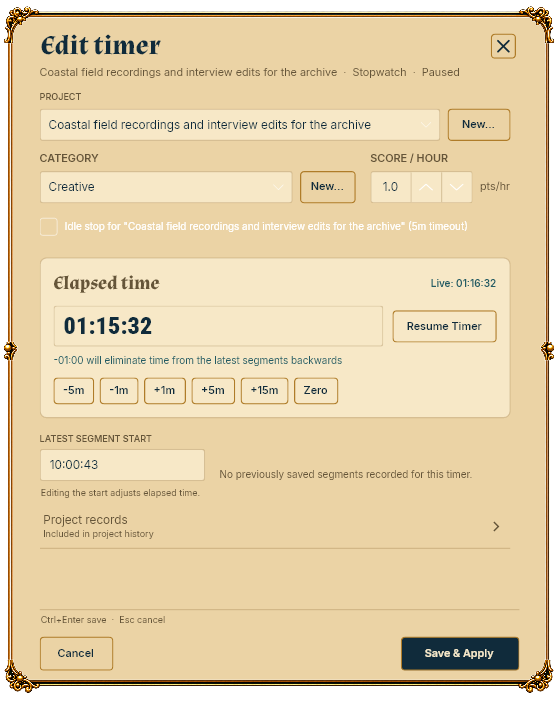 Edit timer
Coastal field recordings and interview edits for the archive · Stopwatch · Paused
PROJECT
Coastal field recordings and interview edits for the archive
New...
CATEGORY
SCORE / HOUR
Creative
New...
1.0
pts/hr
Idle stop for "Coastal field recordings and interview edits for the archive" (5m timeout)
Elapsed time
Live: 01:16:32
01:15:32
Resume Timer
-01:00 will eliminate time from the latest segments backwards
-5m
-1m
+1m
+5m
+15m
Zero
LATEST SEGMENT START
10:00:43
No previously saved segments recorded for this timer.
Editing the start adjusts elapsed time.
Project records
Included in project history
Ctrl+Enter save · Esc cancel
Cancel
Save & Apply